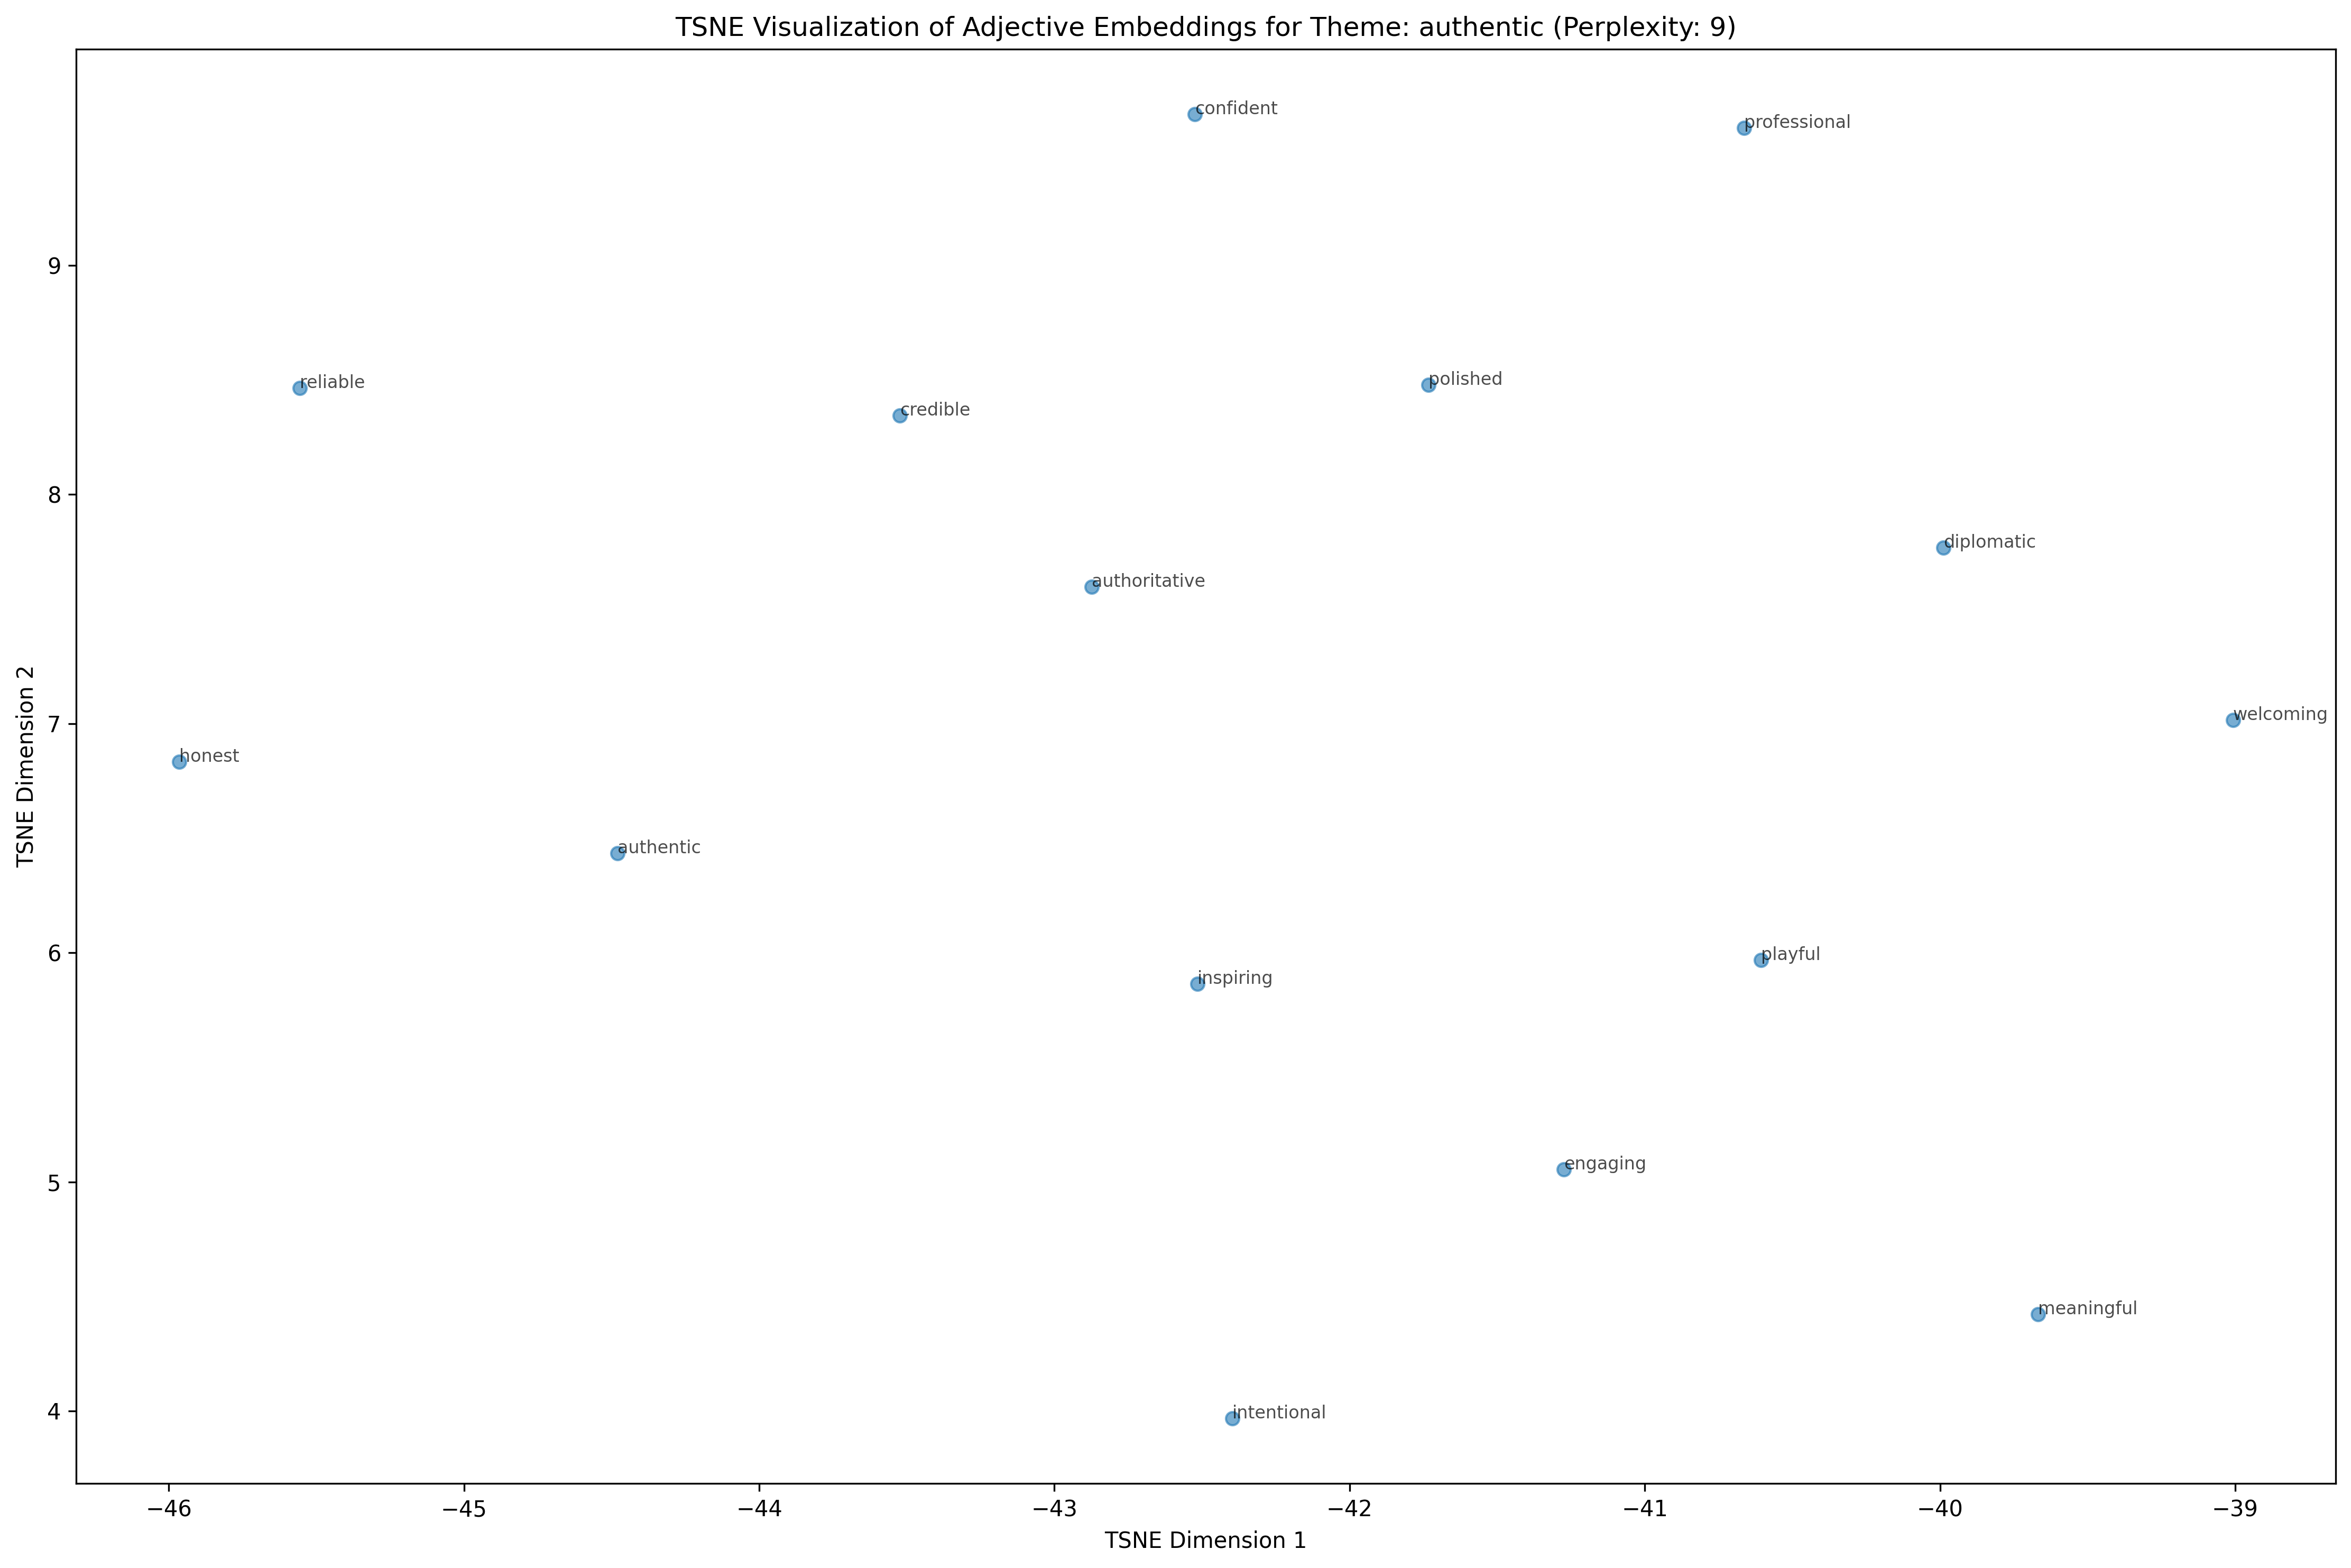 TSNE Visualization of Adjective Embeddings for Theme: authentic (Perplexity: 9)
confident
professional
9
reliable
polished
credible
8
diplomatic
authoritative
TSNE Dimension 2
7
welcoming
honest
authentic
6
playful
inspiring
5
engaging
meaningful
4
intentional
−46
−45
−44
−43
−42
−41
−40
−39
TSNE Dimension 1